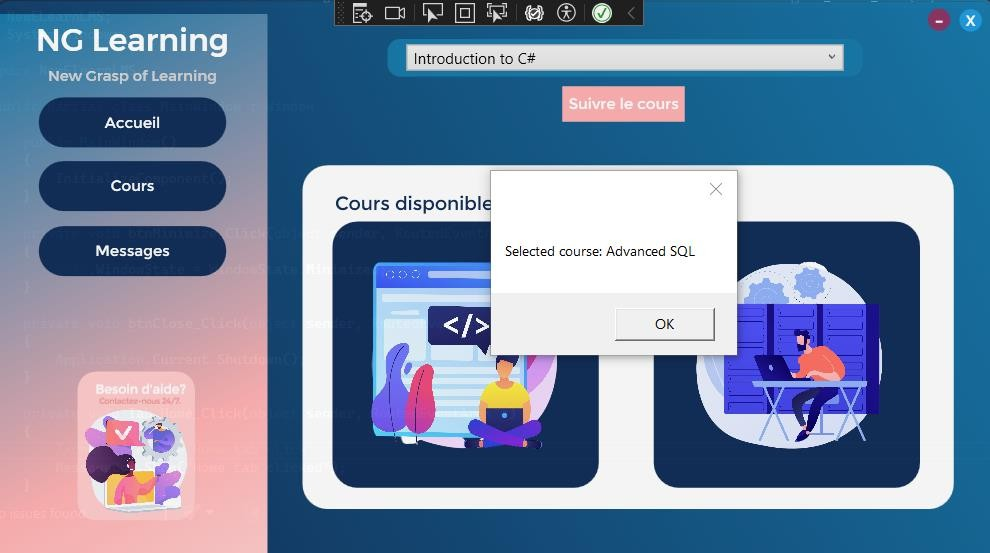 NG Learning
New Grasp of Learning
Accueil
Cours
Messages
Besoin d'aide?
Contactez-nous 24/7.
Introduction to C#
Suivre le cours
- X
Cours disponible
</>
Selected course: Advanced SQL
OK